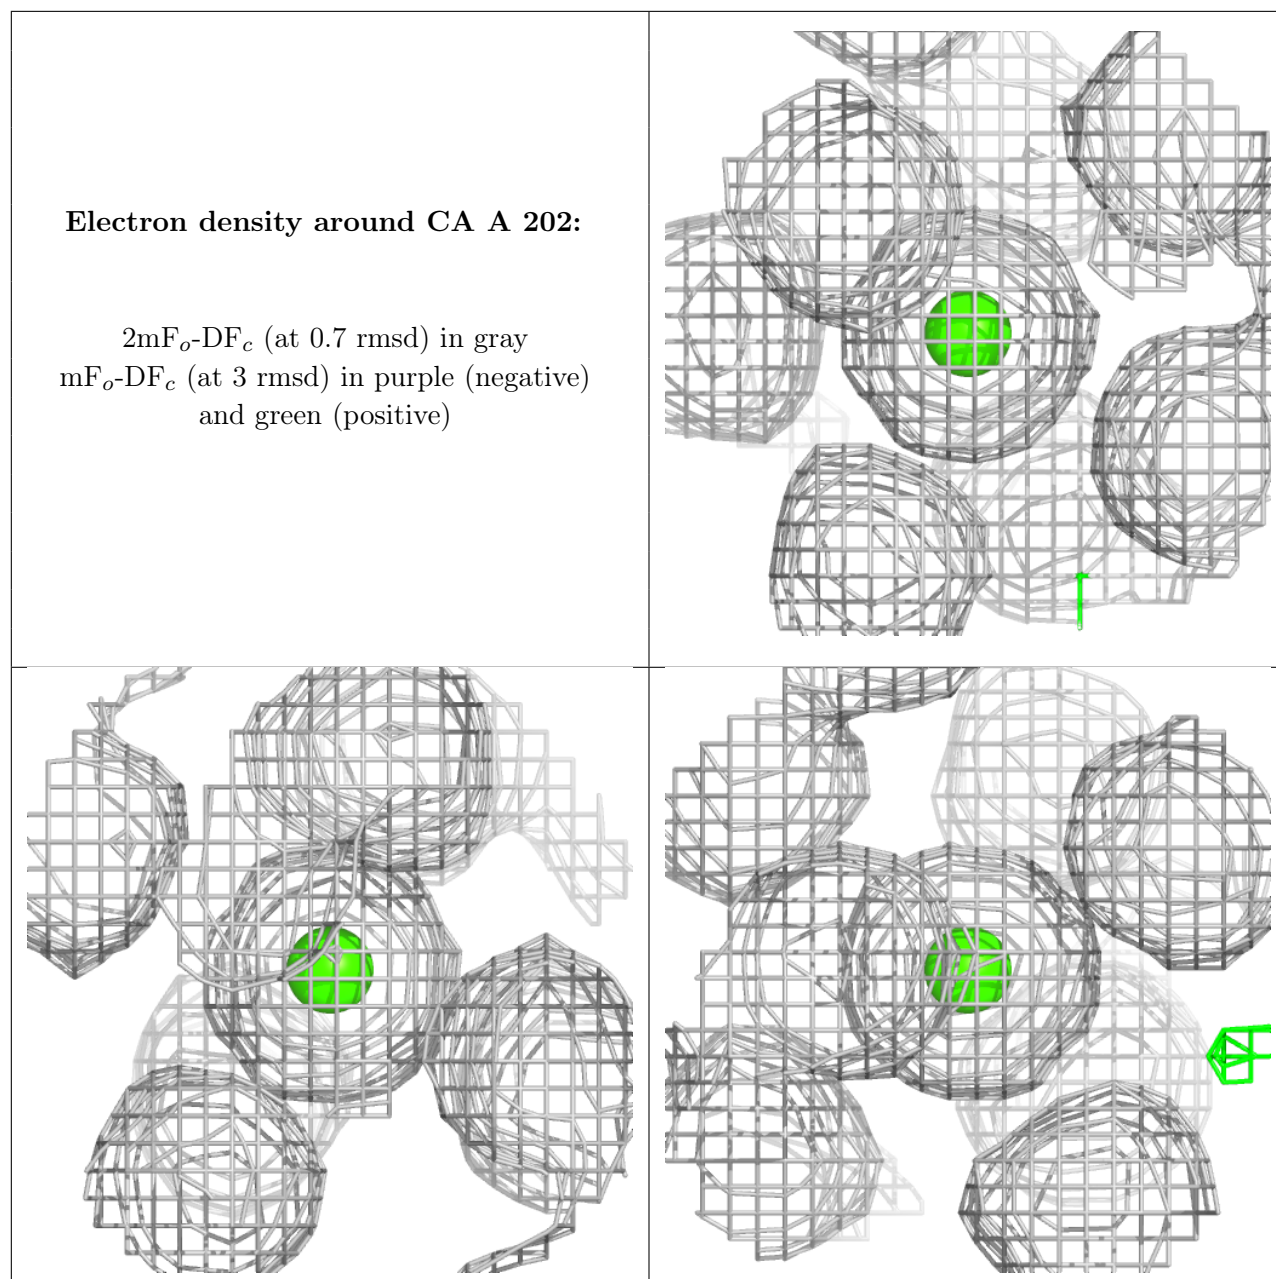 Electron density around CA A 202:
2mFₒ-DF𝒸 (at 0.7 rmsd) in gray
mFₒ-DF𝒸 (at 3 rmsd) in purple (negative)
and green (positive)